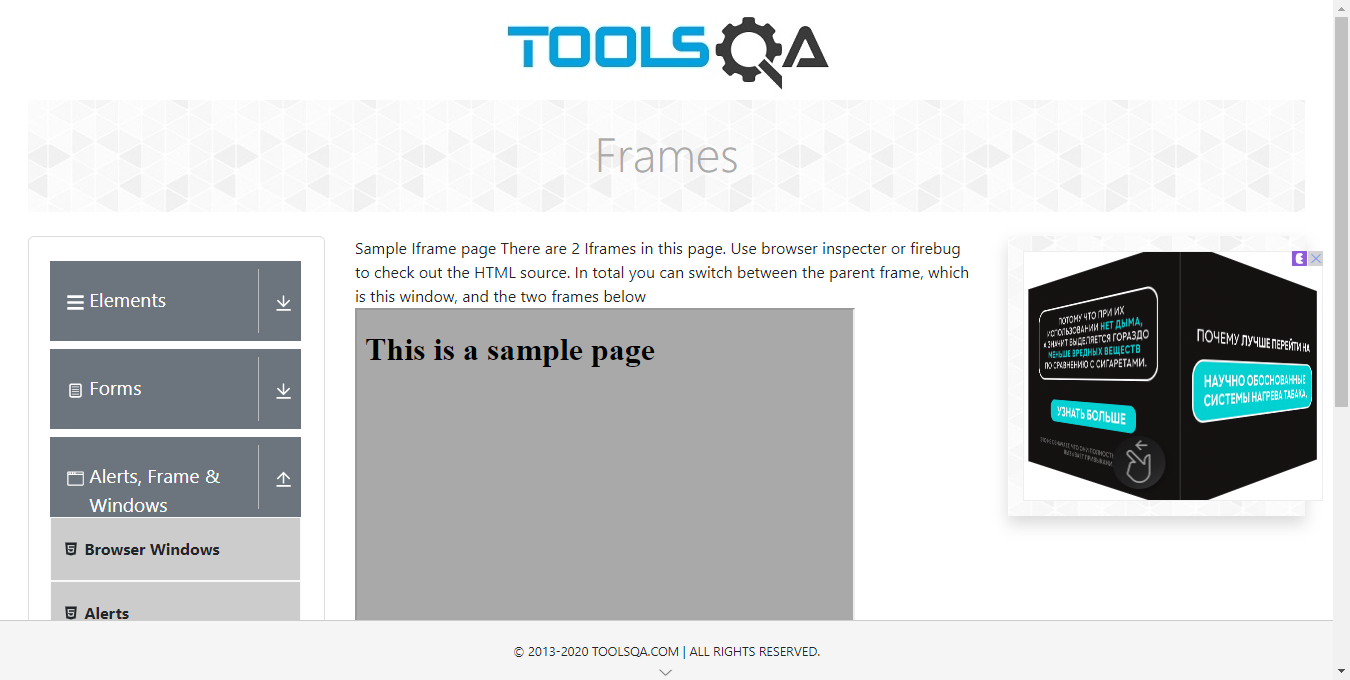 TOOLSQA
Frames
Elements
Forms
Alerts, Frame &
Windows
Browser Windows
Alerts
Sample Iframe page There are 2 Iframes in this page. Use browser inspecter or firebug
to check out the HTML source. In total you can switch between the parent frame, which
is this window, and the two frames below
This is a sample page
ПОТОМУ ЧТО ПРИ ИХ
ИСПОЛЬЗОВАНИИ НЕТ ДЫМА,
А ЗНАЧИТ ВЫДЕЛЯЕТСЯ ГОРАЗДО
МЕНЬШЕ ВРЕДНЫХ ВЕЩЕСТВ
ПО СРАВНЕНИЮ С СИГАРЕТАМИ.
УЗНАТЬ БОЛЬШЕ
ПОЧЕМУ ЛУЧШЕ ПЕРЕЙТИ НА
НАУЧНО ОБОСНОВАННЫЕ
СИСТЕМЫ НАГРЕВА ТАБАКА,
© 2013-2020 TOOLSQA.COM | ALL RIGHTS RESERVED.